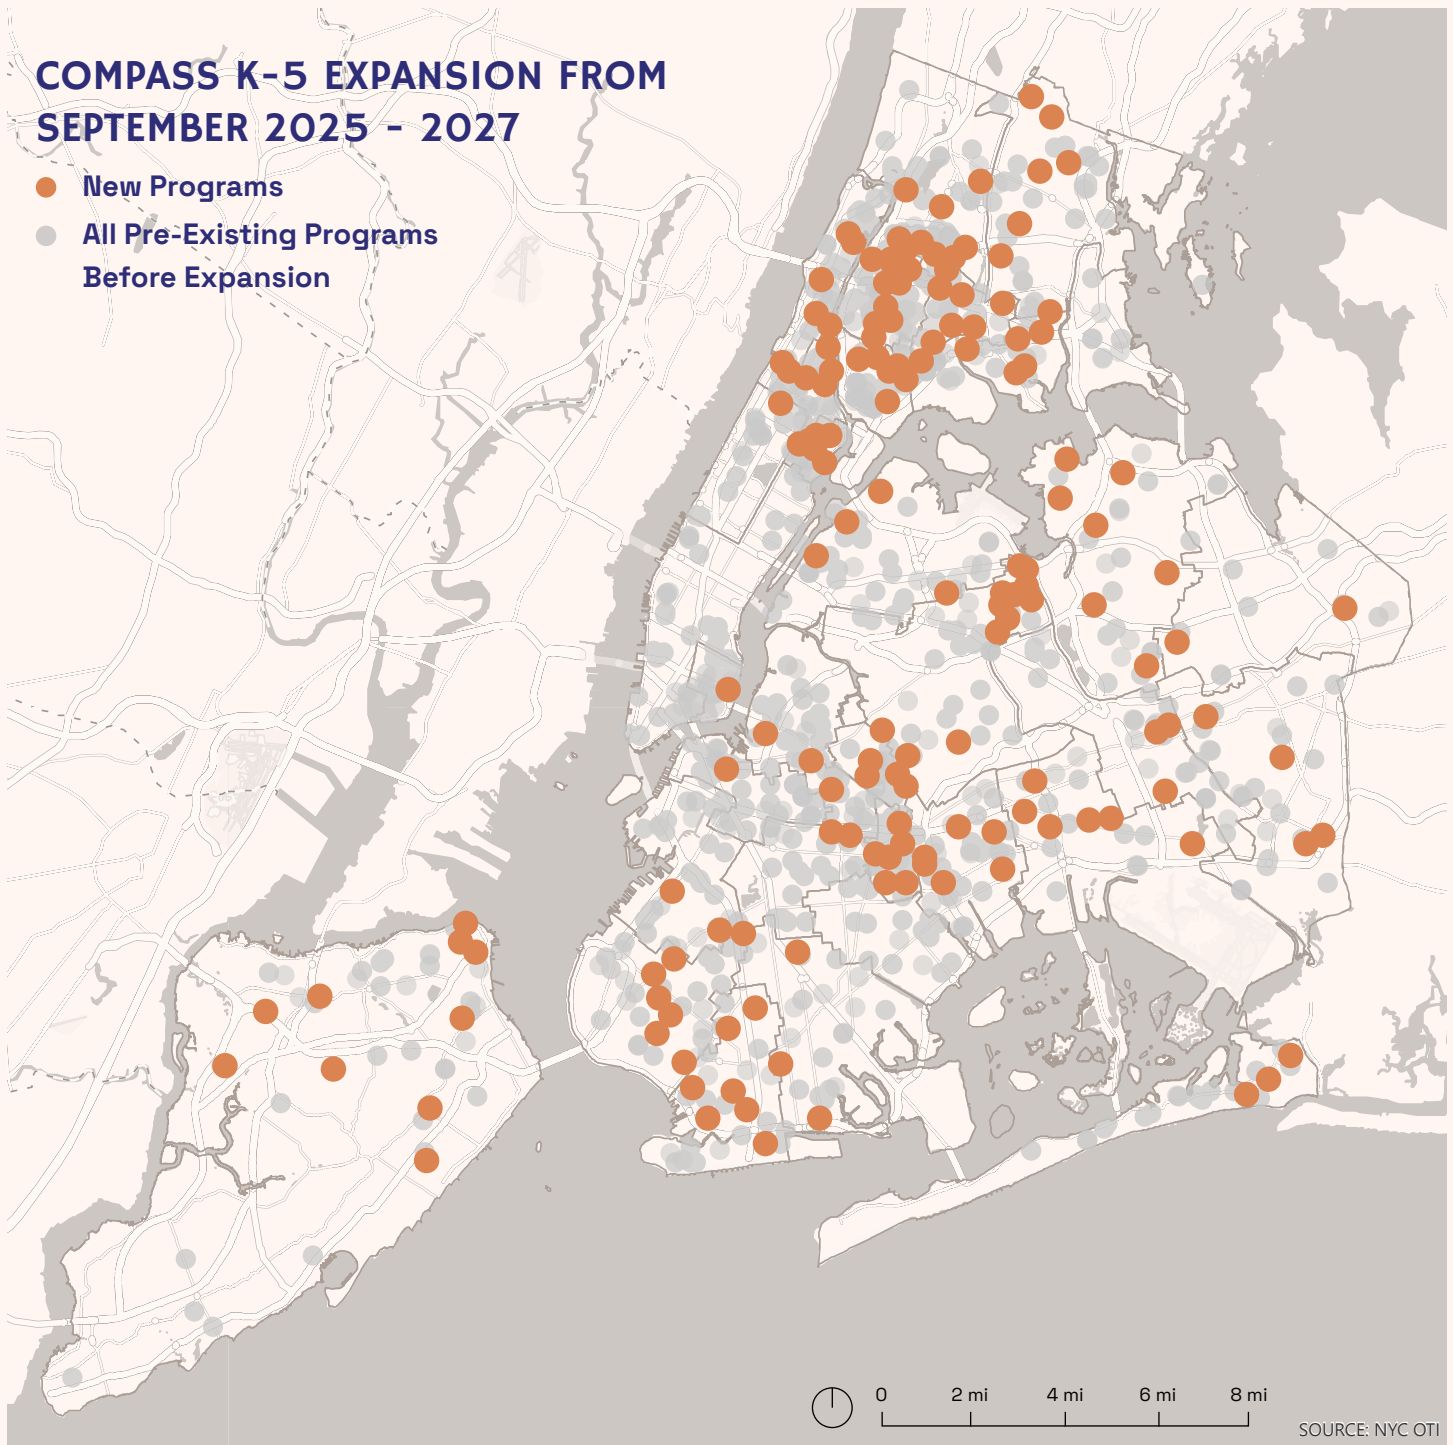 COMPASS K-5 EXPANSION FROM
SEPTEMBER 2025 - 2027
New Programs
All Pre-Existing Programs
Before Expansion
0 2 mi 4 mi 6 mi 8 mi
SOURCE: NYC OTI